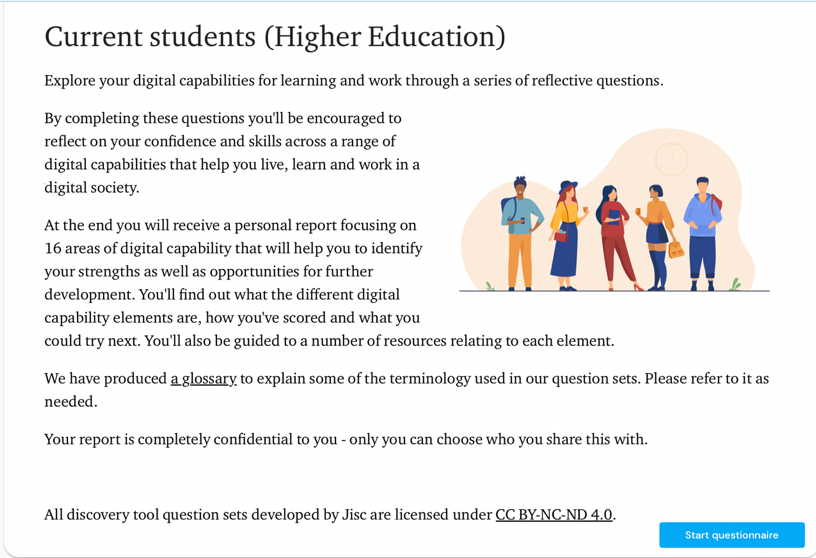 Current students (Higher Education)
Explore your digital capabilities for learning and work through a series of reflective questions.
By completing these questions you'll be encouraged to
reflect on your confidence and skills across a range of
digital capabilities that help you live, learn and work in a
digital society.
At the end you will receive a personal report focusing on
16 areas of digital capability that will help you to identify
your strengths as well as opportunities for further
development. You'll find out what the different digital
capability elements are, how you've scored and what you
could try next. You'll also be guided to a number of resources relating to each element.
We have produced a glossary to explain some of the terminology used in our question sets. Please refer to it as
needed.
Your report is completely confidential to you - only you can choose who you share this with.
All discovery tool question sets developed by Jisc are licensed under CC BY-NC-ND 4.0.
Start questionnaire